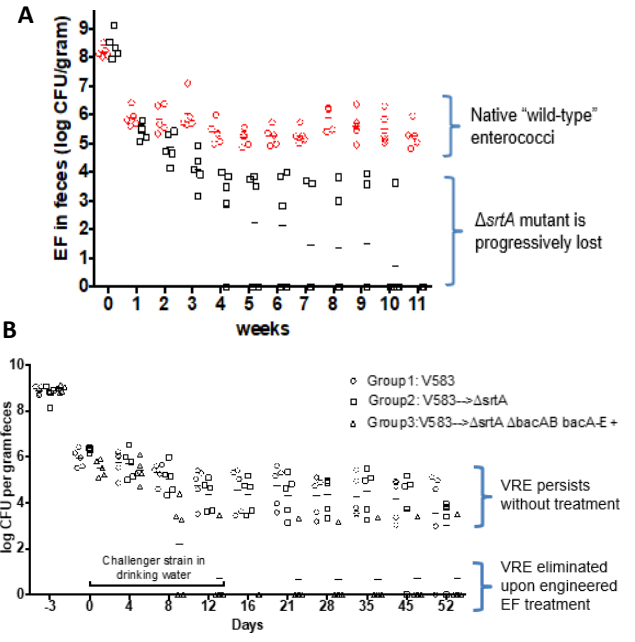 A
EF in feces (log CFU/gram)
9
8
7
6
5
4
3
2
1
0
0 1 2 3 4 5 6 7 8 9 10 11
weeks
Native “wild-type”
enterococci
ΔsrtA mutant is
progressively lost
B
log CFU per gram feces
10
8
6
4
2
0
Group1: V583
Group2: V583-->ΔsrtA
Group3:V583-->ΔsrtA ΔbacAB bacA-E +
VRE persists
without treatment
Challenger strain in
drinking water
VRE eliminated
upon engineered
EF treatment
-3 0 4 8 12 16 21 28 35 45 52
Days